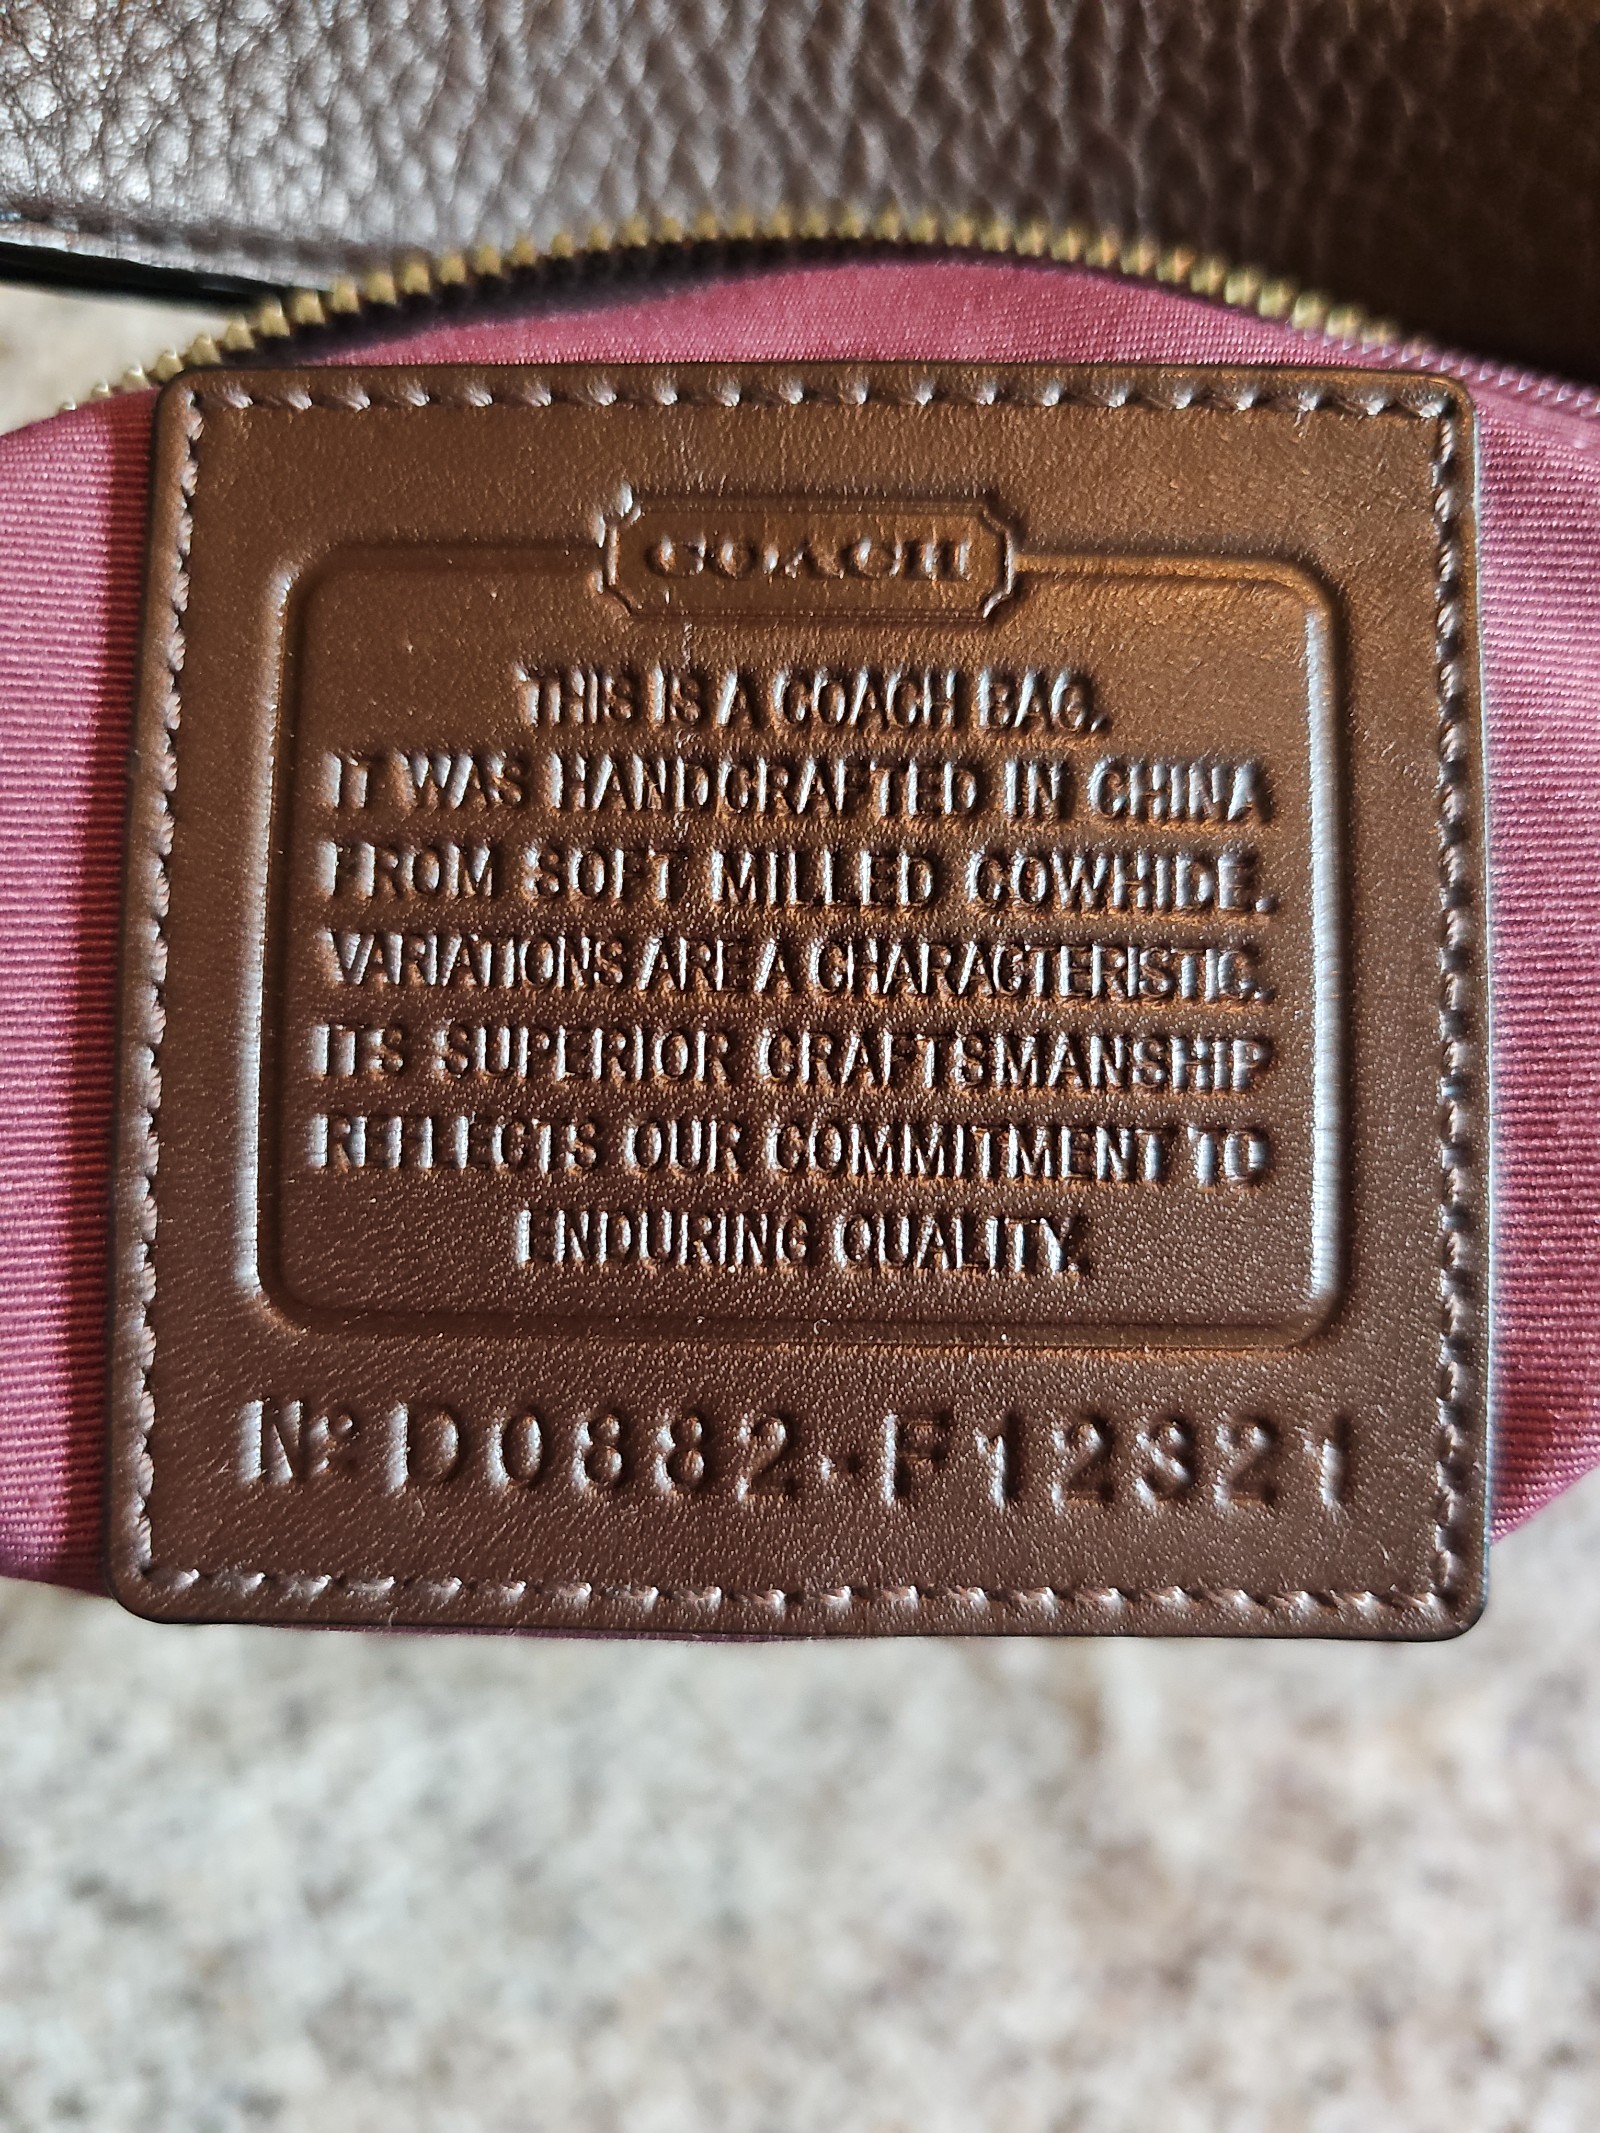 COACH
THIS IS A COACH BAG.
IT WAS HANDCRAFTED IN CHINA
FROM SOFT MILLED COWHIDE.
VARIATIONS ARE A CHARACTERISTIC.
ITS SUPERIOR CRAFTSMANSHIP
REFLECTS OUR COMMITMENT TO
ENDURING QUALITY.
Nº D0882-F12321